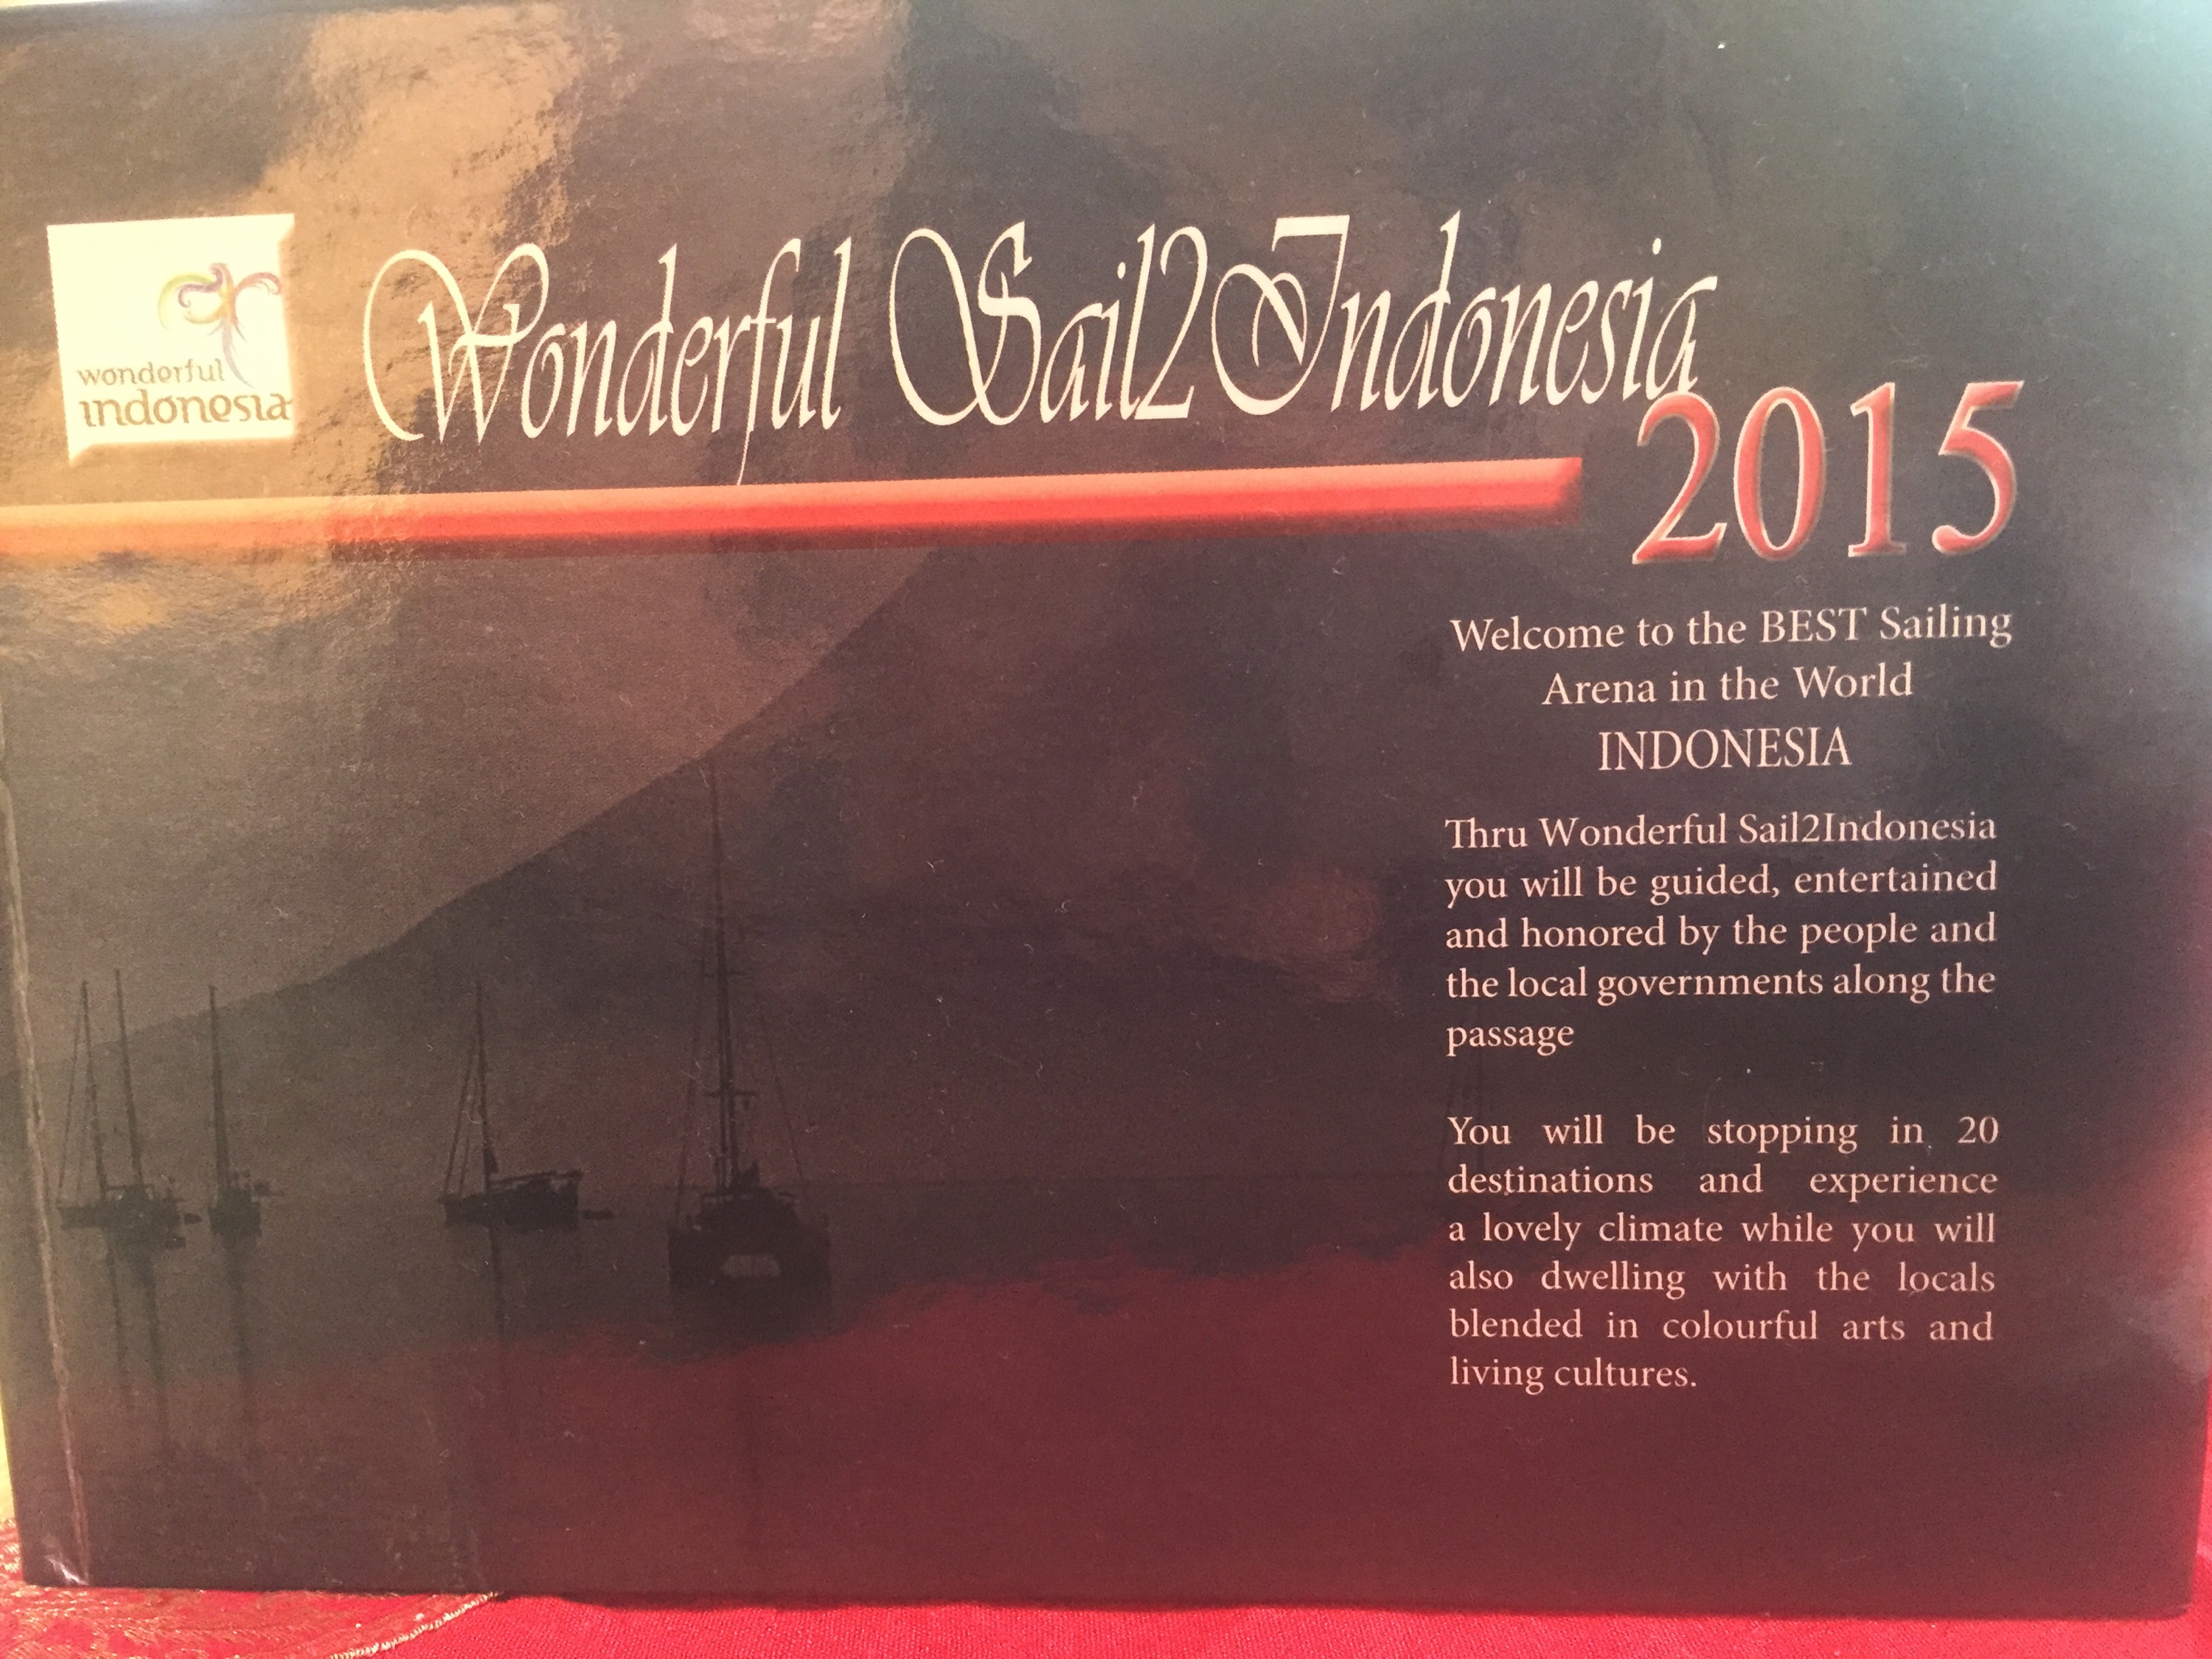 wonderful
indonesia
Wonderful Sail2Indonesia
2015
Welcome to the BEST Sailing
Arena in the World
INDONESIA
Thru Wonderful Sail2Indonesia
you will be guided, entertained
and honored by the people and
the local governments along the
passage
You will be stopping in 20
destinations and experience
a lovely climate while you will
also dwelling with the locals
blended in colourful arts and
living cultures.